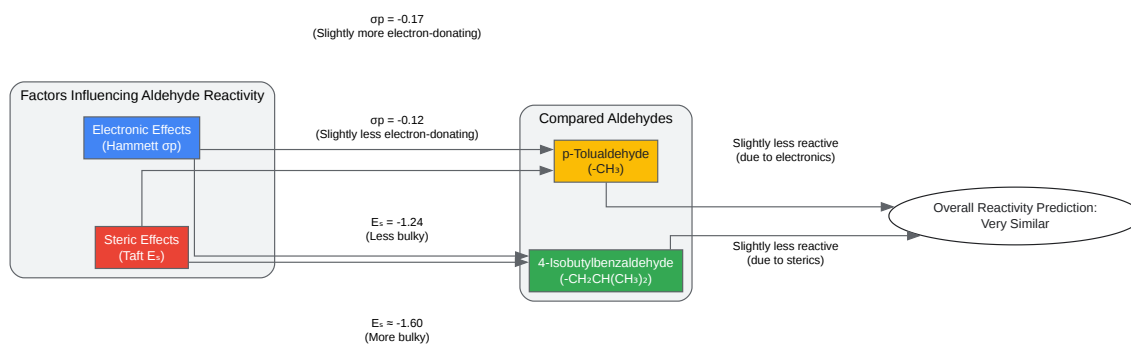 σp = -0.17
(Slightly more electron-donating)
Factors Influencing Aldehyde Reactivity
Electronic Effects
(Hammett σp)
Steric Effects
(Taft Eₛ)
σp = -0.12
(Slightly less electron-donating)
Eₛ = -1.24
(Less bulky)
Eₛ ≈ -1.60
(More bulky)
Compared Aldehydes
p-Tolualdehyde
(-CH₃)
4-Isobutylbenzaldehyde
(-CH₂CH(CH₃)₂)
Slightly less reactive
(due to electronics)
Slightly less reactive
(due to sterics)
Overall Reactivity Prediction:
Very Similar